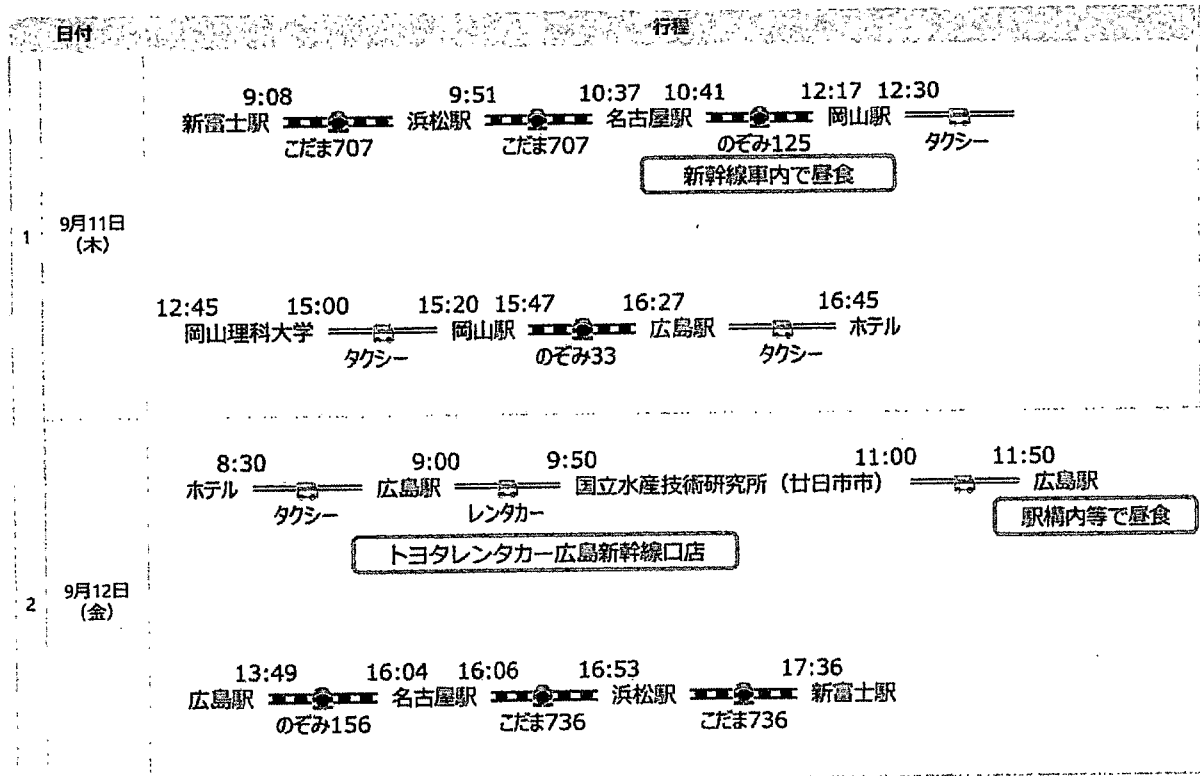 日付 行程
9:08 9:51 10:37 10:41 12:17 12:30
新富士駅 浜松駅 名古屋駅 岡山駅
こだま707 こだま707 のぞみ125 タクシー
新幹線車内で昼食
1 9月11日
(木)
12:45 15:00 15:20 15:47 16:27 16:45
岡山理科大学 岡山駅 広島駅 ホテル
タクシー のぞみ33 タクシー
8:30 9:00 9:50 11:00 11:50
ホテル 広島駅 国立水産技術研究所(廿日市市) 広島駅
タクシー レンタカー 駅構内等で昼食
トヨタレンタカー広島新幹線口店
2 9月12日
(金)
13:49 16:04 16:06 16:53 17:36
広島駅 名古屋駅 浜松駅 新富士駅
のぞみ156 こだま736 こだま736